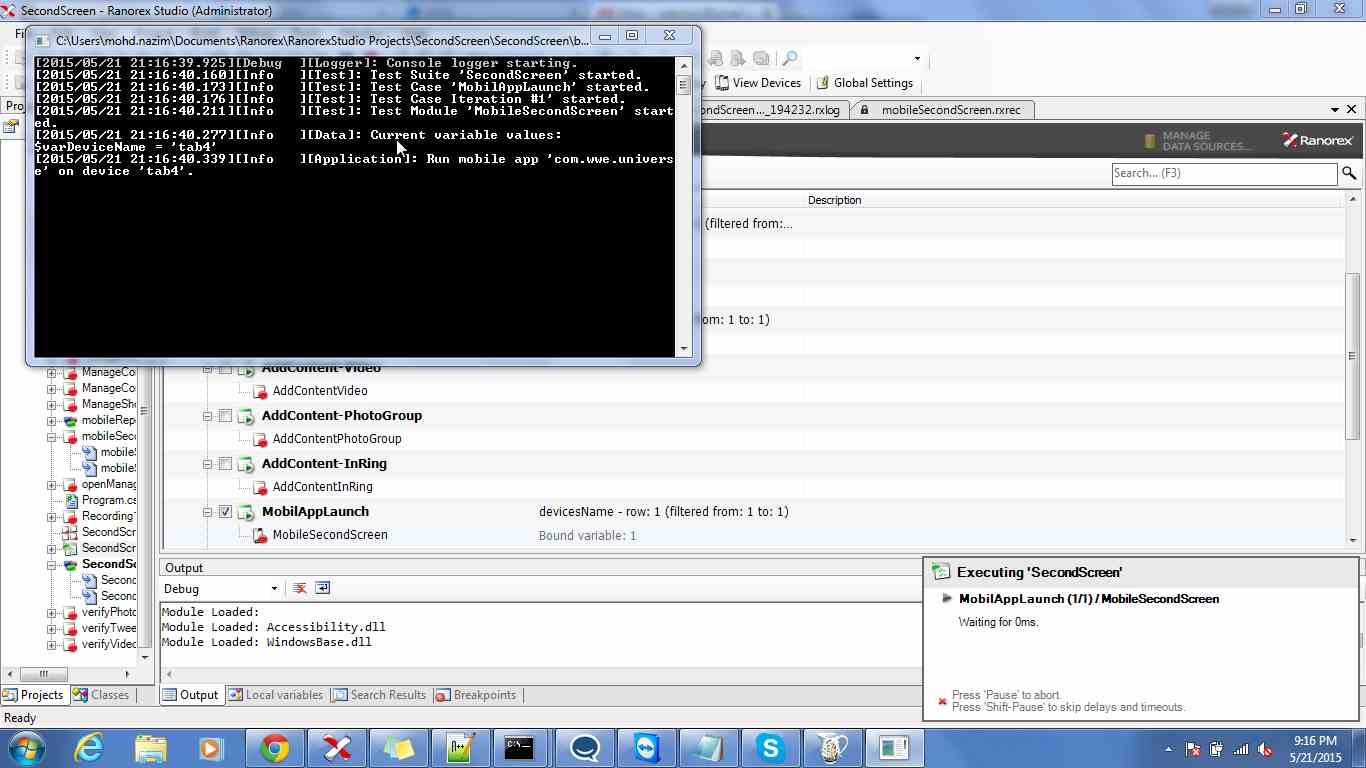 SecondScreen - Ranorex Studio (Administrator)
C:\Users\mohd.nazim\Documents\Ranorex\RanorexStudio Projects\SecondScreen\SecondScreen\b...
[2015/05/21 21:16:39.925][Debug ][Logger]: Console logger starting.
[2015/05/21 21:16:40.160][Info ][Test]: Test Suite 'SecondScreen' started.
[2015/05/21 21:16:40.173][Info ][Test]: Test Case 'MobilAppLaunch' started.
[2015/05/21 21:16:40.176][Info ][Test]: Test Case Iteration #1' started.
[2015/05/21 21:16:40.211][Info ][Test]: Test Module 'MobileSecondScreen' start
ed.
[2015/05/21 21:16:40.277][Info ][Data]: Current variable values:
$varDeviceName = 'tab4'
[2015/05/21 21:16:40.339][Info ][Application]: Run mobile app 'com.wwe.univers
e' on device 'tab4'.
View Devices
Global Settings
condScreen..._194232.rxlog
mobileSecondScreen.rxrec
MANAGE
DATA SOURCES...
Ranorex
Search... (F3)
Description
(filtered from:...
om: 1 to: 1)
AddContent-Video
AddContentVideo
AddContent-PhotoGroup
AddContentPhotoGroup
AddContent-InRing
AddContentInRing
MobilAppLaunch devicesName - row: 1 (filtered from: 1 to: 1)
MobileSecondScreen Bound variable: 1
Pro
ManageCo
ManageCo
ManageSho
mobileRep
mobileSeco
mobileS
mobileS
openManag
Program.cs
RecordingT
SecondScr
SecondScr
SecondSc
Second
Second
verifyPhoto
verifyTwee
verifyVideo
Projects
Classes
Output
Debug
Module Loaded:
Module Loaded: Accessibility.dll
Module Loaded: WindowsBase.dll
Output
Local variables
Search Results
Breakpoints
Executing 'SecondScreen'
MobilAppLaunch (1/1) / MobileSecondScreen
Waiting for 0ms.
Press 'Pause' to abort.
Press 'Shift-Pause' to skip delays and timeouts.
Ready
9:16 PM
5/21/2015